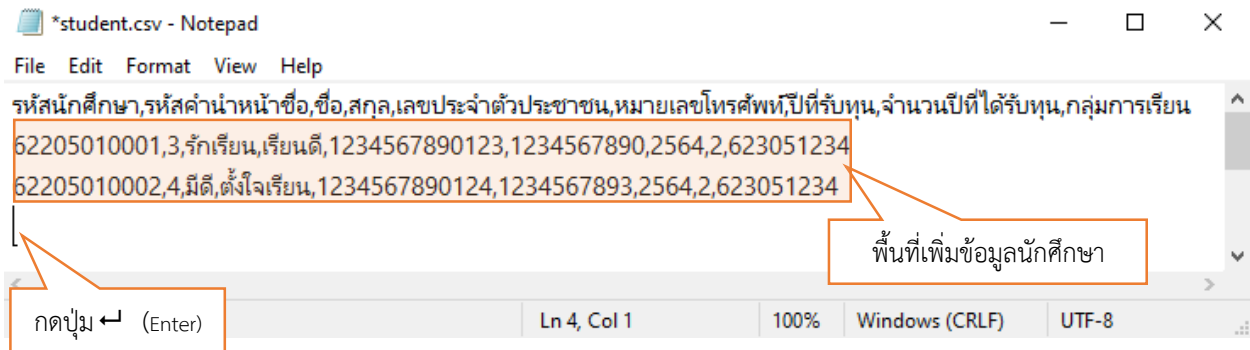 *student.csv - Notepad
File Edit Format View Help
รหัสนักศึกษา,รหัสคำนำหน้าชื่อ,ชื่อ,สกุล,เลขประจำตัวประชาชน,หมายเลขโทรศัพท์,ปีที่รับทุน,จำนวนปีที่ได้รับทุน,กลุ่มการเรียน
62205010001,3,รักเรียน,เรียนดี,1234567890123,1234567890,2564,2,623051234
62205010002,4,มีดี,ตั้งใจเรียน,1234567890124,1234567893,2564,2,623051234
พื้นที่เพิ่มข้อมูลนักศึกษา
กดปุ่ม ↵ (Enter)
Ln 4, Col 1 100% Windows (CRLF) UTF-8